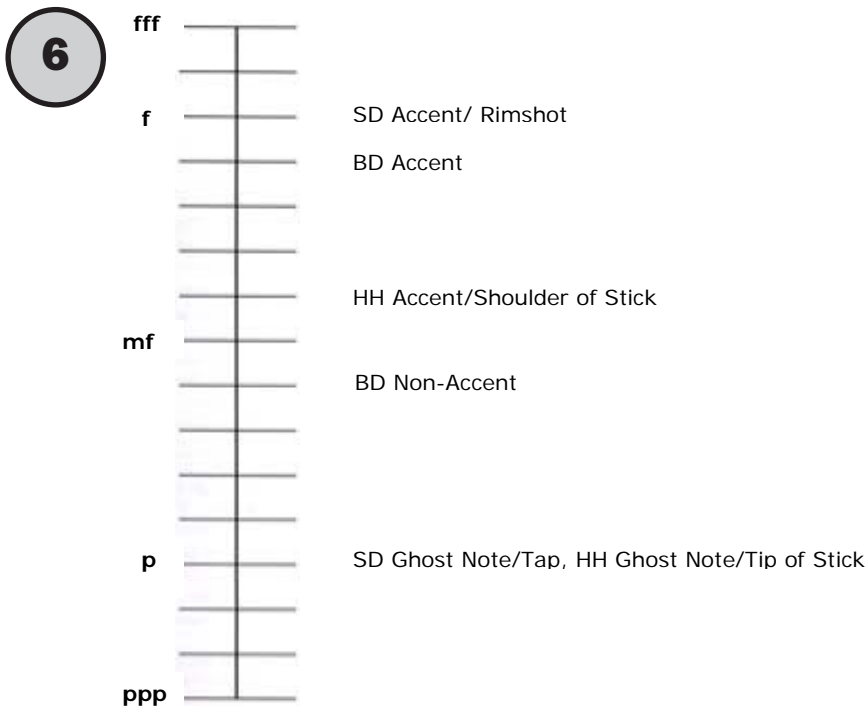 fff
6
f SD Accent/ Rimshot
BD Accent
HH Accent/Shoulder of Stick
mf
BD Non-Accent
p SD Ghost Note/Tap, HH Ghost Note/Tip of Stick
ppp